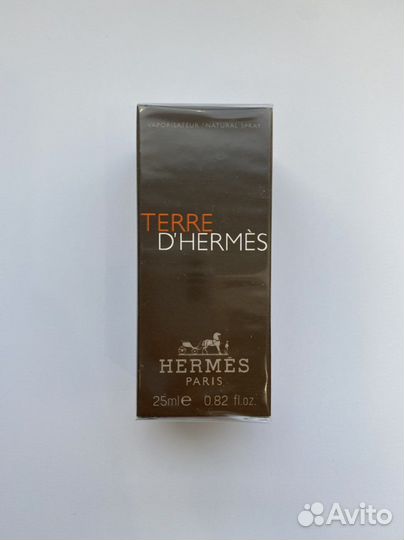 VAPORISATEUR NATURAL SPRAY
TERRE
D'HERMÈS
HERMÈS
PARIS
25ml℮ 0.82 fl.oz.
Avito